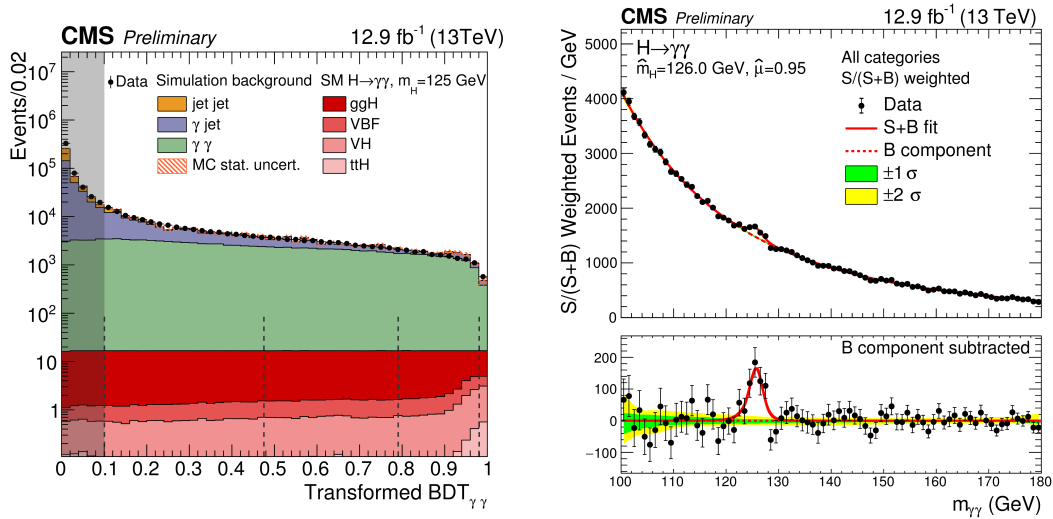 CMS Preliminary 12.9 fb⁻¹ (13TeV)
Events/0.02
10⁷
10⁶
10⁵
10⁴
10³
10²
10
1
Data
Simulation background
jet jet
γ jet
γ γ
MC stat. uncert.
SM H→γγ, m_H=125 GeV
ggH
VBF
VH
ttH
0 0.1 0.2 0.3 0.4 0.5 0.6 0.7 0.8 0.9 1
Transformed BDT_γγ
CMS Preliminary 12.9 fb⁻¹ (13 TeV)
S/(S+B) Weighted Events / GeV
5000
4000
3000
2000
1000
0
H→γγ
m̂_H=126.0 GeV, μ̂=0.95
All categories
S/(S+B) weighted
Data
S+B fit
B component
±1 σ
±2 σ
B component subtracted
200
100
0
−100
100 110 120 130 140 150 160 170 180
m_γγ (GeV)